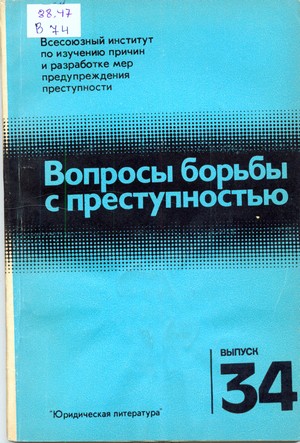 88.47
В 74
Всесоюзный институт
по изучению причин
и разработке мер
предупреждения
преступности
Вопросы борьбы
с преступностью
ВЫПУСК
34
"Юридическая литература"